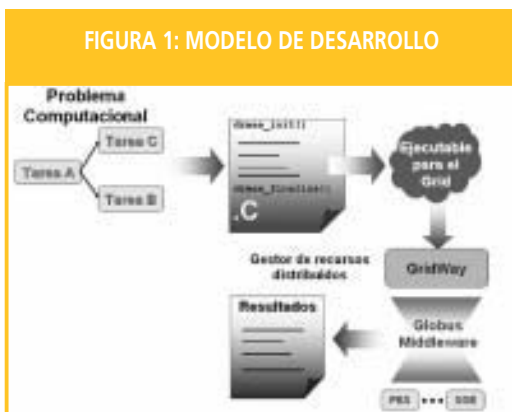 FIGURA 1: MODELO DE DESARROLLO
Problema
Computacional
Tarea C
Tarea A
Tarea B
drmaa_init()
drmaa_finalize()
.C
Ejecutable
para el
Grid
Gestor de recursos
distribuidos
GridWay
Resultados
Globus
Middleware
PBS
SGE